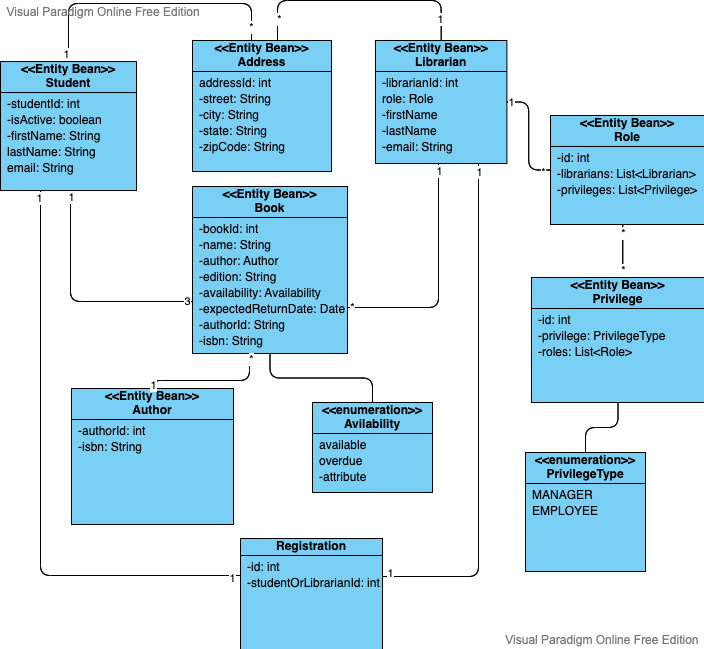 Visual Paradigm Online Free Edition
1
*
*
1
<<Entity Bean>>
Student
-studentId: int
-isActive: boolean
-firstName: String
lastName: String
email: String
<<Entity Bean>>
Address
addressId: int
-street: String
-city: String
-state: String
-zipCode: String
<<Entity Bean>>
Librarian
-librarianId: int
role: Role
-firstName
-lastName
-email: String
1
*
<<Entity Bean>>
Role
-id: int
-librarians: List<Librarian>
-privileges: List<Privilege>
1
1
1
1
<<Entity Bean>>
Book
-bookId: int
-name: String
-author: Author
-edition: String
-availability: Availability
-expectedReturnDate: Date
-authorId: String
-isbn: String
3
*
*
*
<<Entity Bean>>
Privilege
-id: int
-privilege: PrivilegeType
-roles: List<Role>
*
1
<<Entity Bean>>
Author
-authorId: int
-isbn: String
<<enumeration>>
Avilability
available
overdue
-attribute
<<enumeration>>
PrivilegeType
MANAGER
EMPLOYEE
Registration
-id: int
-studentOrLibrarianId: int
1
1
Visual Paradigm Online Free Edition